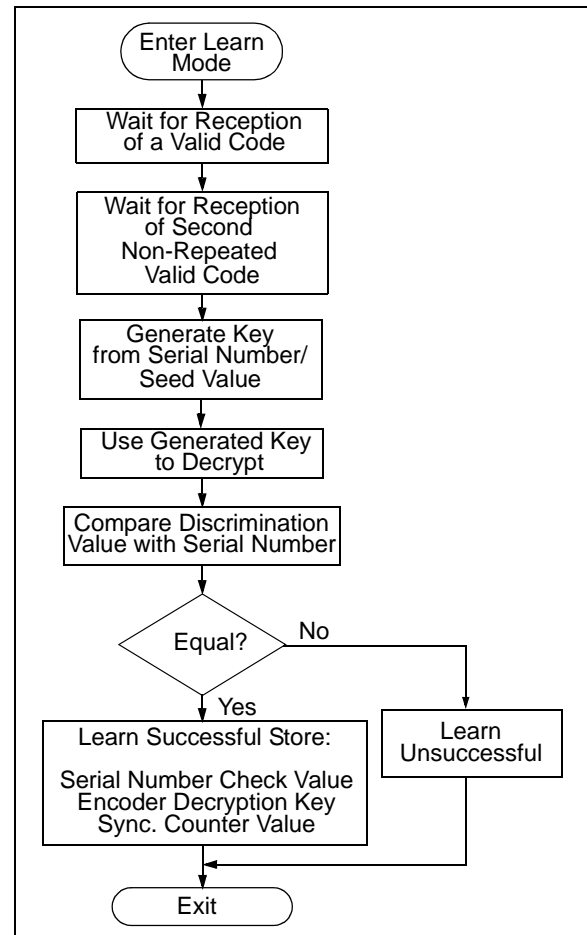 Enter Learn
Mode
Wait for Reception
of a Valid Code
Wait for Reception
of Second
Non-Repeated
Valid Code
Generate Key
from Serial Number/
Seed Value
Use Generated Key
to Decrypt
Compare Discrimination
Value with Serial Number
Equal?
No
Yes
Learn Successful Store:
Serial Number Check Value
Encoder Decryption Key
Sync. Counter Value
Learn
Unsuccessful
Exit